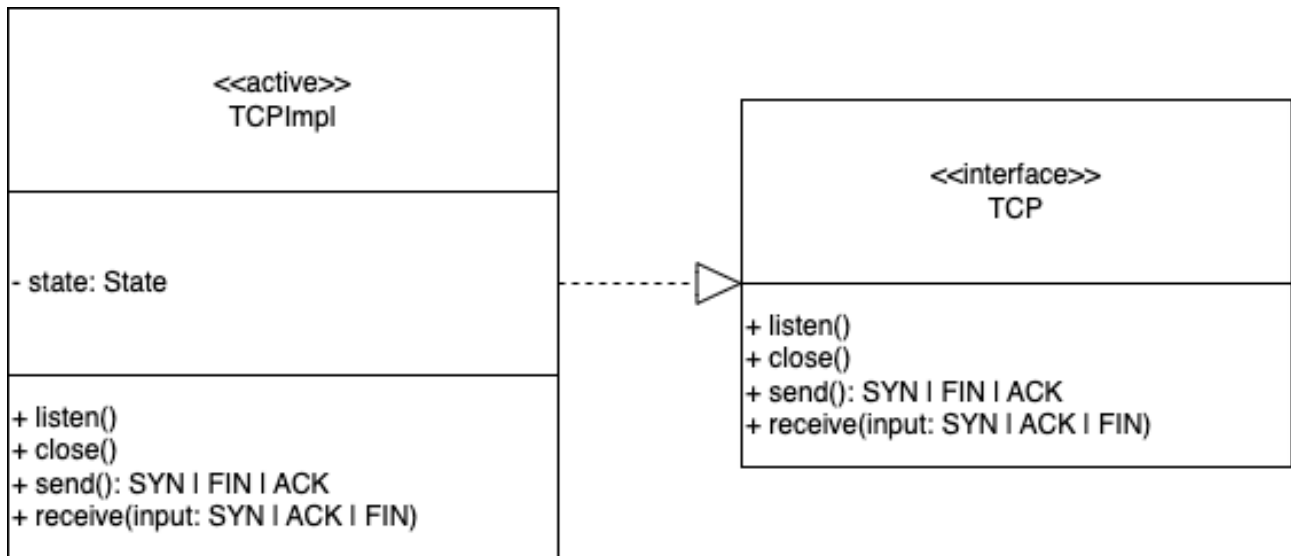 <<active>>
TCPImpl
- state: State
+ listen()
+ close()
+ send(): SYN | FIN | ACK
+ receive(input: SYN | ACK | FIN)
<<interface>>
TCP
+ listen()
+ close()
+ send(): SYN | FIN | ACK
+ receive(input: SYN | ACK | FIN)